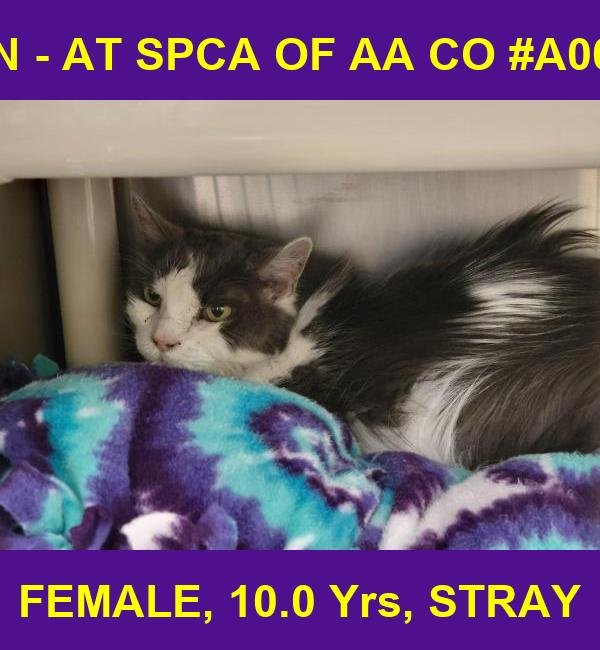 N - AT SPCA OF AA CO #A00
FEMALE, 10.0 Yrs, STRAY